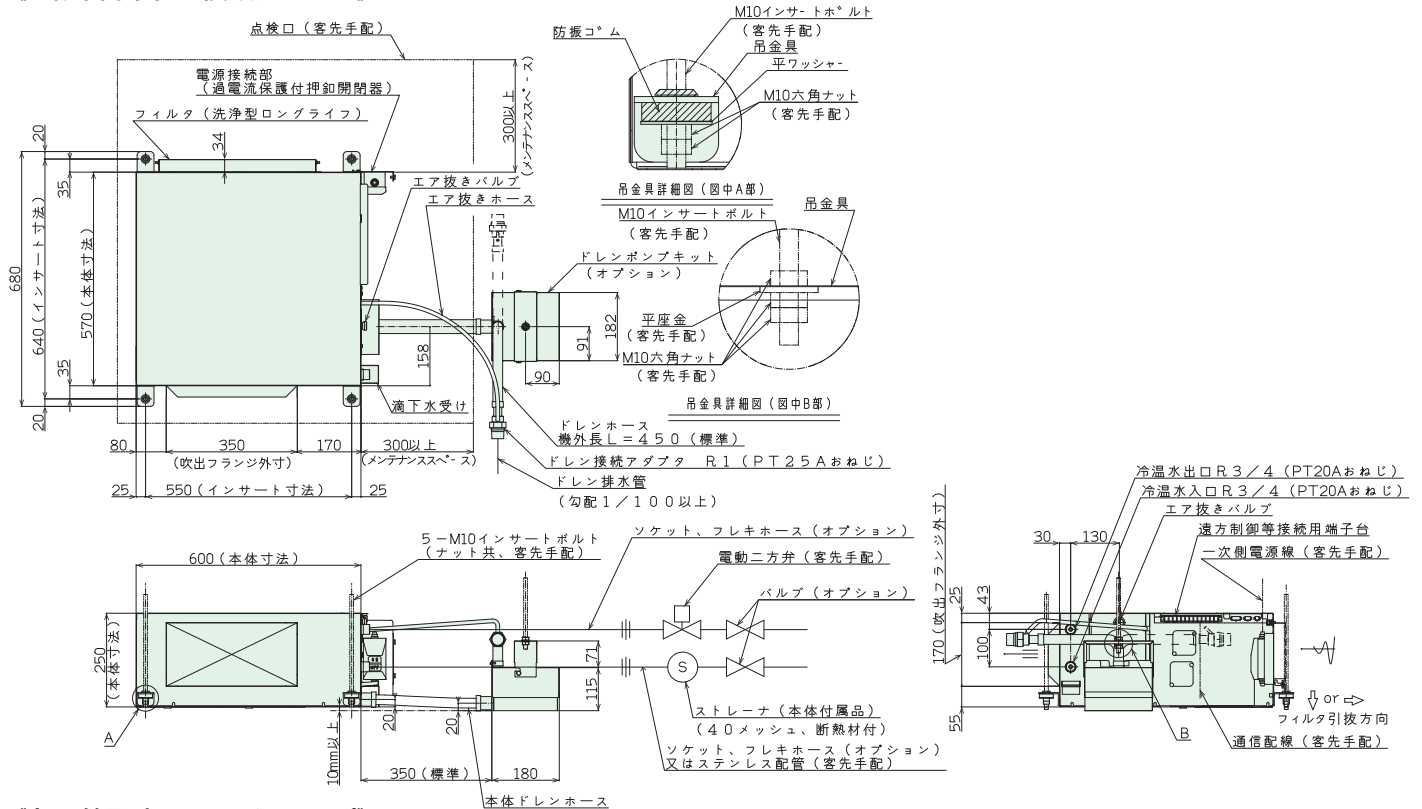 点検口（客先手配）
電源接続部
（過電流保護付押釦開閉器）
フィルタ（洗浄型ロングライフ）
34
300以上
（メンテナンススペース）
20
35
680
640（インサート寸法）
570（本体寸法）
35
20
エア抜きバルブ
エア抜きホース
ドレンポンプキット
（オプション）
158
182
91
90
滴下水受け
ドレンホース
機外長L＝450（標準）
ドレン接続アダプタ　R1（PT25Aおねじ）
ドレン排水管
（勾配1／100以上）
80
350
（吹出フランジ外寸）
170
300以上
（メンテナンススペース）
25
550（インサート寸法）
25
M10インサートボルト
（客先手配）
防振ゴム
吊金具
平ワッシャー
M10六角ナット
（客先手配）
吊金具詳細図（図中A部）
M10インサートボルト
（客先手配）
吊金具
平座金
（客先手配）
M10六角ナット
（客先手配）
吊金具詳細図（図中B部）
600（本体寸法）
5－M10インサートボルト
（ナット共、客先手配）
ソケット、フレキホース（オプション）
電動二方弁（客先手配）
バルブ（オプション）
250
（本体寸法）
A
10mm以上
20
20
71
115
S
ストレーナ（本体付属品）
（40メッシュ、断熱材付）
ソケット、フレキホース（オプション）
又はステンレス配管（客先手配）
350（標準）
180
本体ドレンホース
冷温水出口R3／4（PT20Aおねじ）
冷温水入口R3／4（PT20Aおねじ）
エア抜きバルブ
遠方制御等接続用端子台
一次側電源線（客先手配）
30
130
170（吹出フランジ外寸）
25
43
100
55
B
⇩ or ⇨
フィルタ引抜方向
通信配線（客先手配）